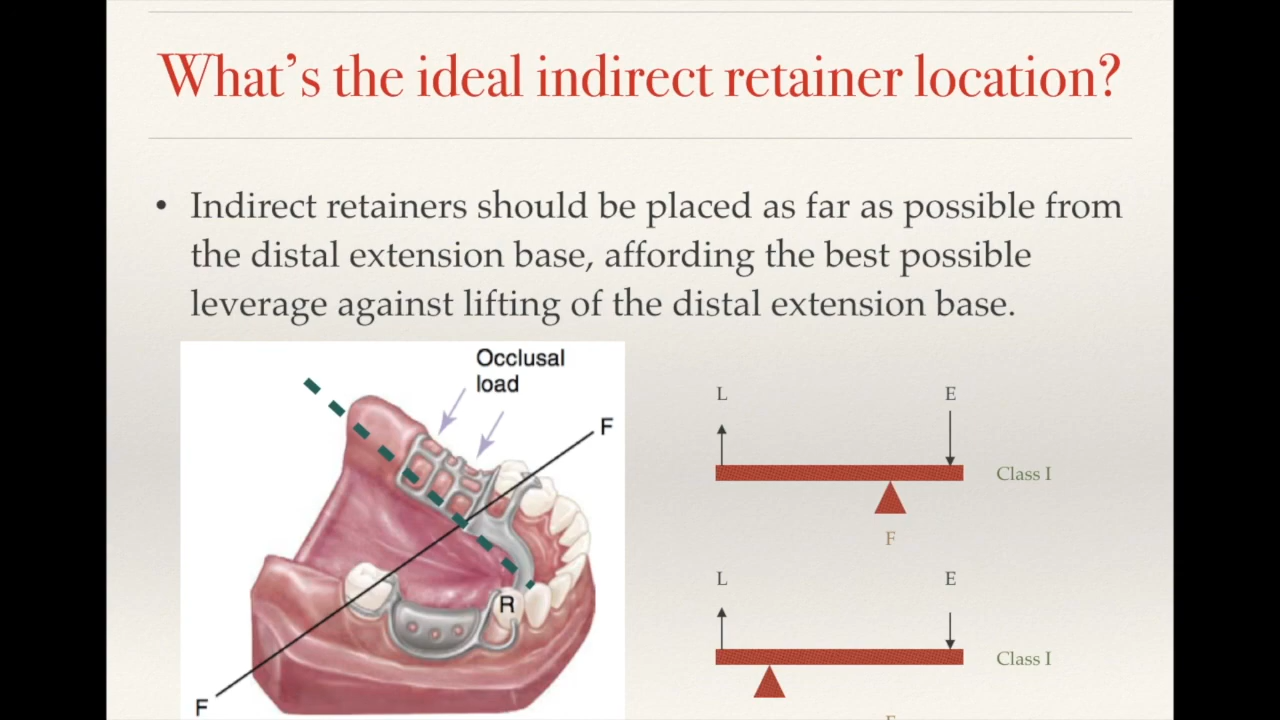 What's the ideal indirect retainer location?
• Indirect retainers should be placed as far as possible from
the distal extension base, affording the best possible
leverage against lifting of the distal extension base.
Occlusal
load
F
R
F
L
E
Class I
F
L
E
Class I